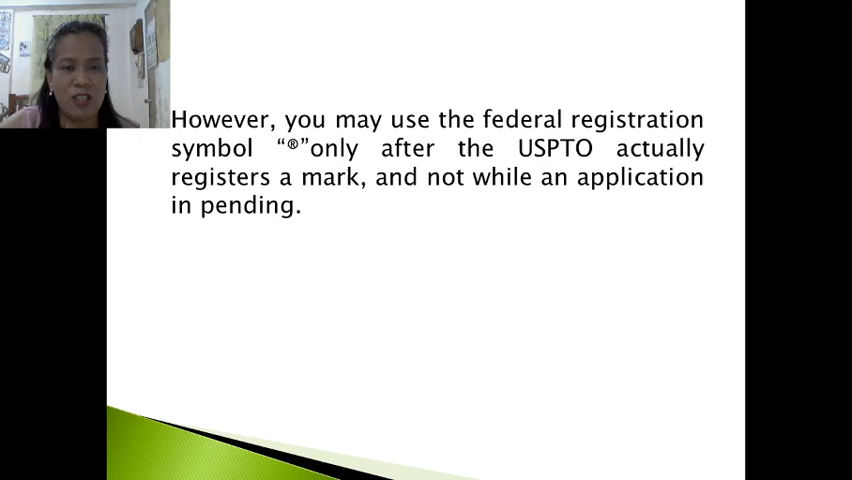 However, you may use the federal registration
symbol “®”only after the USPTO actually
registers a mark, and not while an application
in pending.